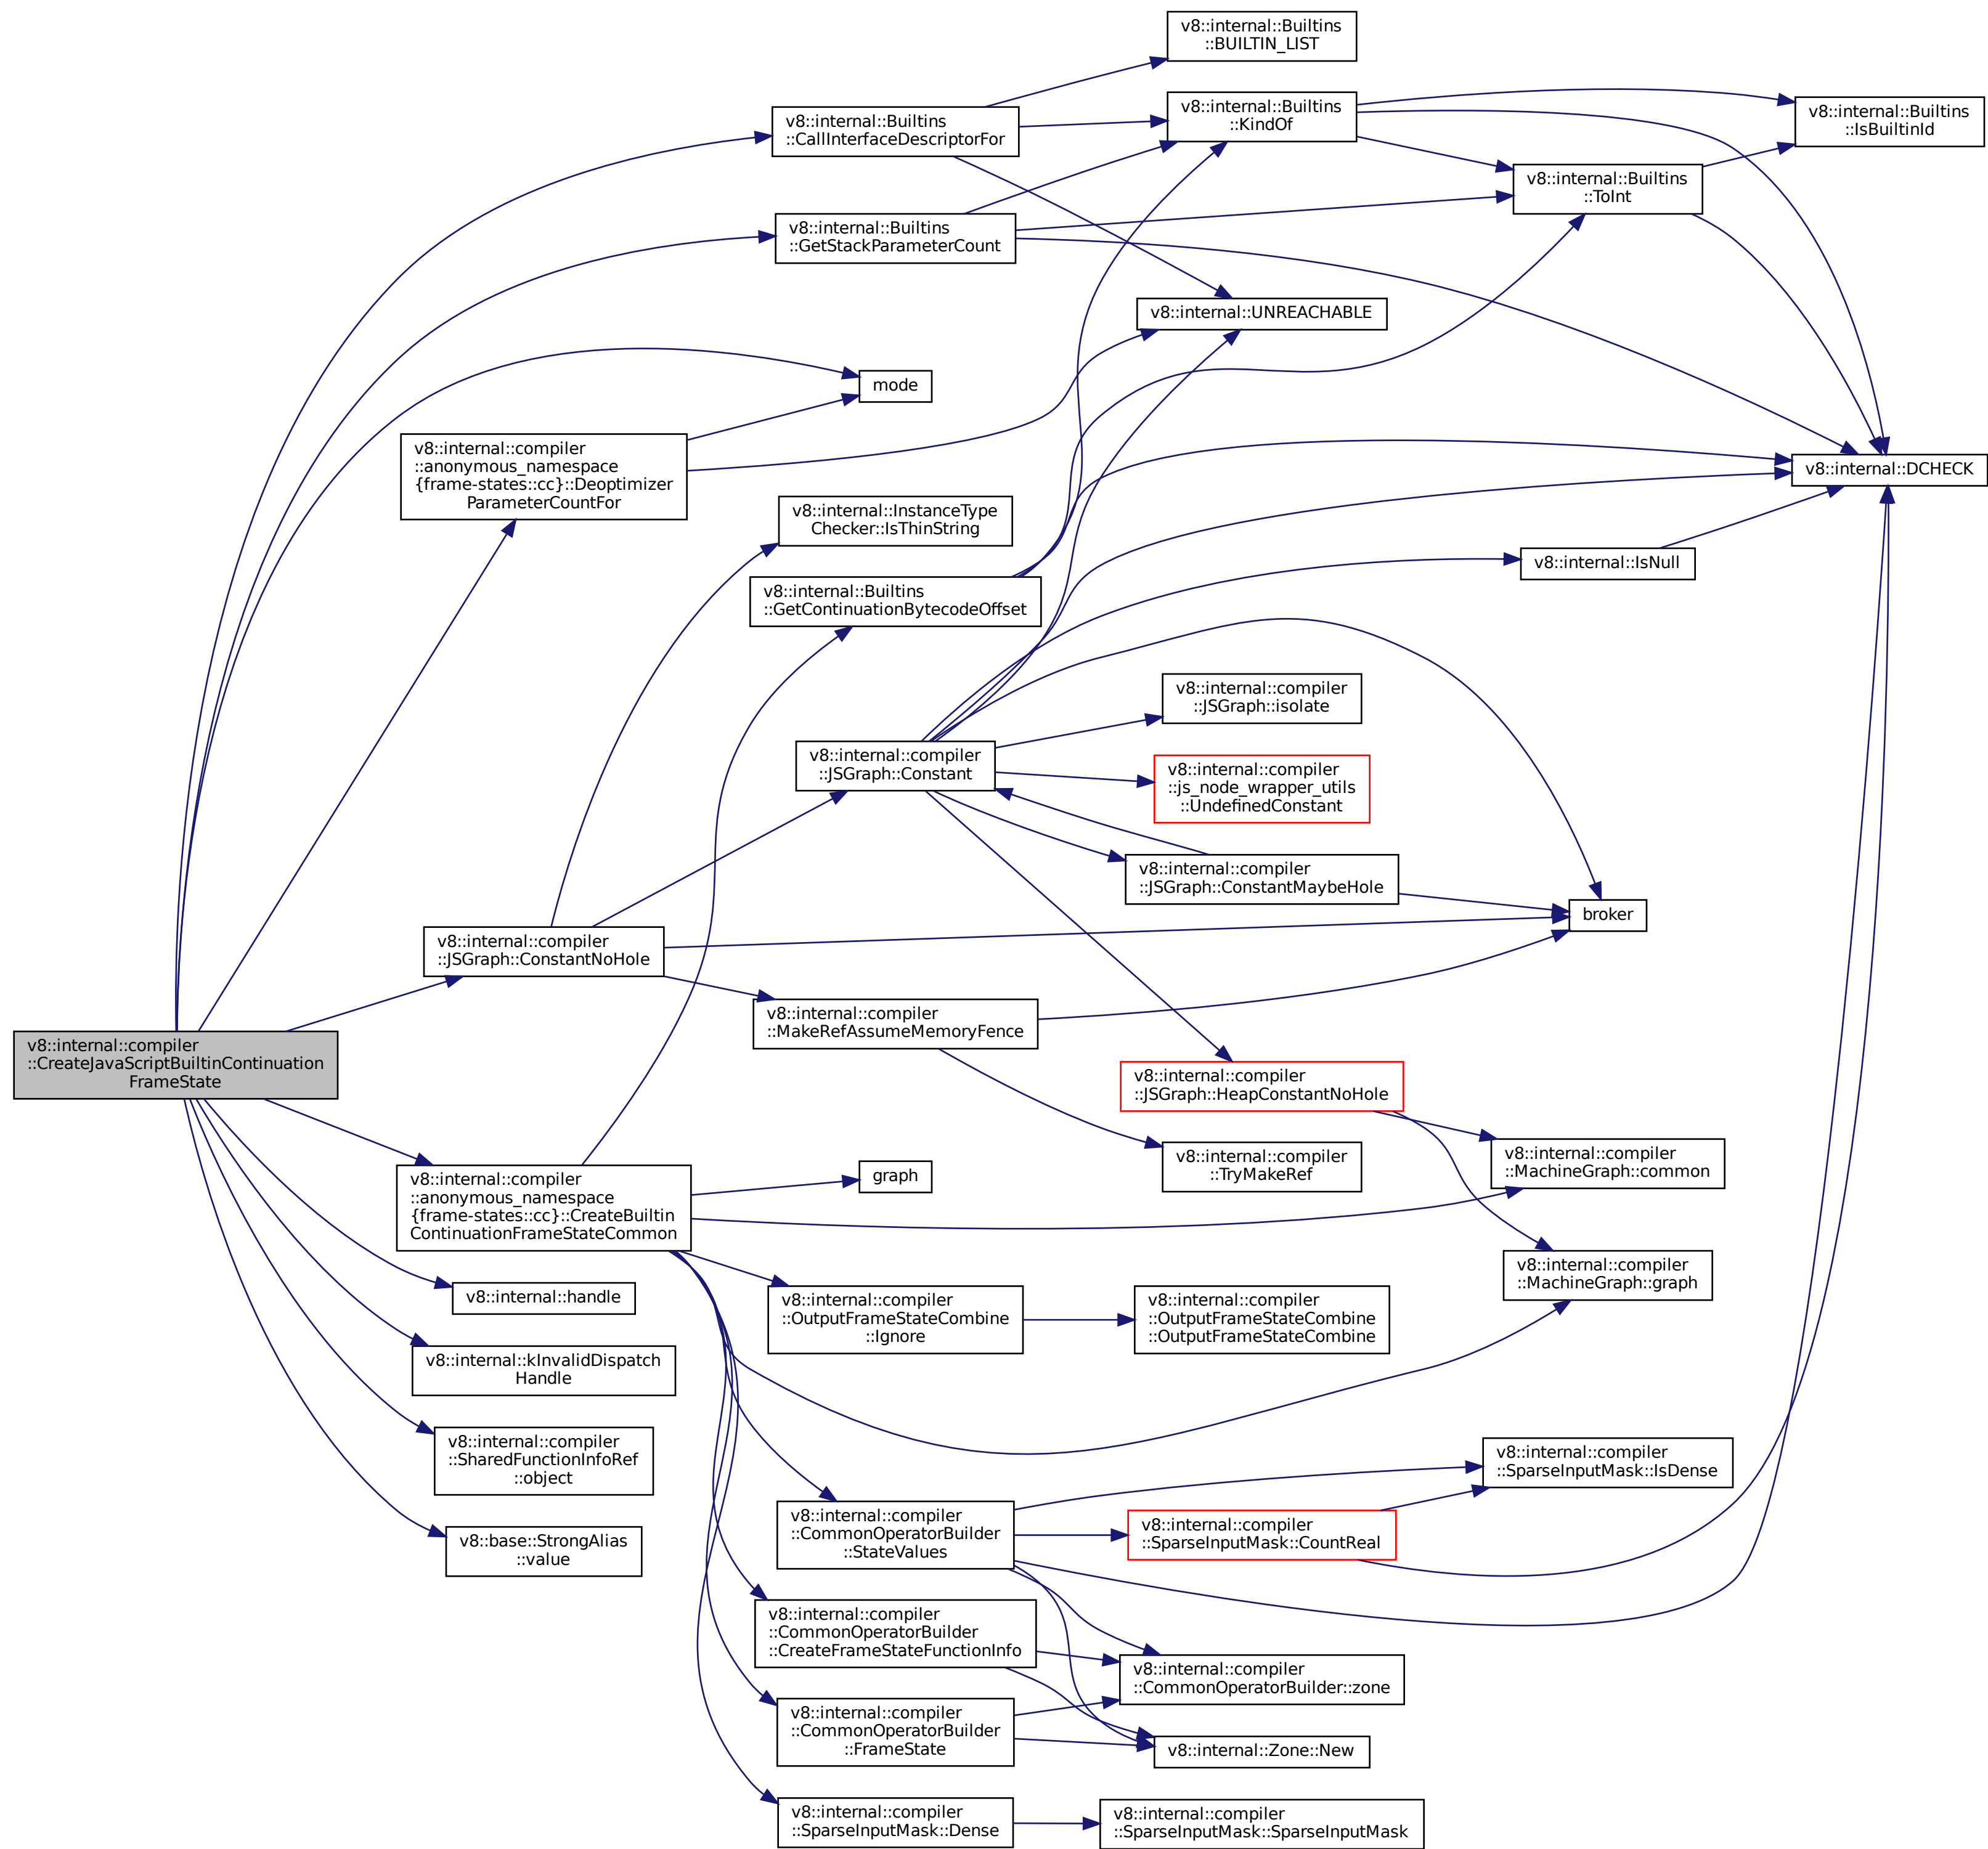 v8::internal::Builtins
::BUILTIN_LIST
v8::internal::Builtins
::CallInterfaceDescriptorFor
v8::internal::Builtins
::KindOf
v8::internal::Builtins
::IsBuiltinId
v8::internal::Builtins
::ToInt
v8::internal::Builtins
::GetStackParameterCount
v8::internal::UNREACHABLE
mode
v8::internal::compiler
::anonymous_namespace
{frame-states::cc}::Deoptimizer
ParameterCountFor
v8::internal::DCHECK
v8::internal::InstanceType
Checker::IsThinString
v8::internal::IsNull
v8::internal::Builtins
::GetContinuationBytecodeOffset
v8::internal::compiler
::JSGraph::isolate
v8::internal::compiler
::JSGraph::Constant
v8::internal::compiler
::js_node_wrapper_utils
::UndefinedConstant
v8::internal::compiler
::JSGraph::ConstantMaybeHole
broker
v8::internal::compiler
::JSGraph::ConstantNoHole
v8::internal::compiler
::MakeRefAssumeMemoryFence
v8::internal::compiler
::CreateJavaScriptBuiltinContinuation
FrameState
v8::internal::compiler
::JSGraph::HeapConstantNoHole
v8::internal::compiler
::TryMakeRef
v8::internal::compiler
::MachineGraph::common
graph
v8::internal::compiler
::anonymous_namespace
{frame-states::cc}::CreateBuiltin
ContinuationFrameStateCommon
v8::internal::compiler
::MachineGraph::graph
v8::internal::handle
v8::internal::compiler
::OutputFrameStateCombine
::Ignore
v8::internal::compiler
::OutputFrameStateCombine
::OutputFrameStateCombine
v8::internal::kInvalidDispatch
Handle
v8::internal::compiler
::SharedFunctionInfoRef
::object
v8::internal::compiler
::SparseInputMask::IsDense
v8::internal::compiler
::CommonOperatorBuilder
::StateValues
v8::internal::compiler
::SparseInputMask::CountReal
v8::base::StrongAlias
::value
v8::internal::compiler
::CommonOperatorBuilder
::CreateFrameStateFunctionInfo
v8::internal::compiler
::CommonOperatorBuilder::zone
v8::internal::compiler
::CommonOperatorBuilder
::FrameState
v8::internal::Zone::New
v8::internal::compiler
::SparseInputMask::Dense
v8::internal::compiler
::SparseInputMask::SparseInputMask